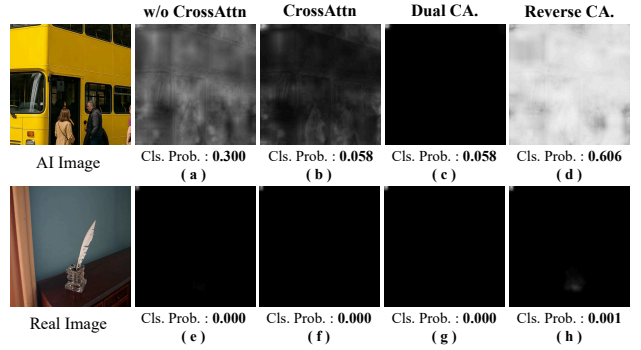 w/o CrossAttn CrossAttn Dual CA. Reverse CA.
AI Image
Cls. Prob. : 0.300 Cls. Prob. : 0.058 Cls. Prob. : 0.058 Cls. Prob. : 0.606
( a ) ( b ) ( c ) ( d )
Real Image
Cls. Prob. : 0.000 Cls. Prob. : 0.000 Cls. Prob. : 0.000 Cls. Prob. : 0.001
( e ) ( f ) ( g ) ( h )